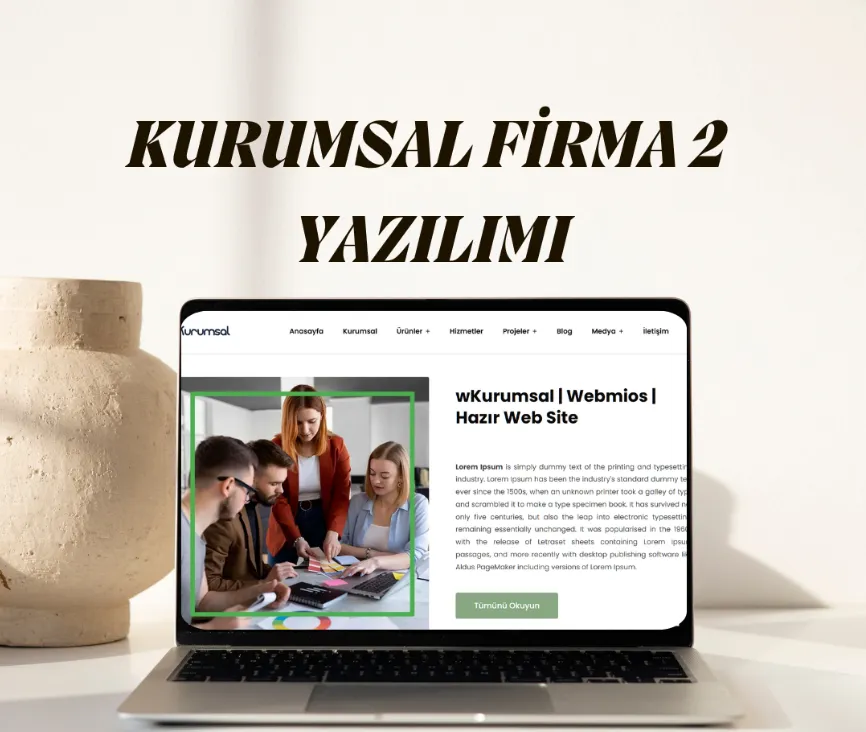 KURUMSAL FİRMA 2
YAZILIMI
Kurumsal
Anasayfa Kurumsal Ürünler + Hizmetler Projeler + Blog Medya + İletişim
wKurumsal | Webmios |
Hazır Web Site
Lorem Ipsum is simply dummy text of the printing and typesettin
industry. Lorem Ipsum has been the industry's standard dummy te
ever since the 1500s, when an unknown printer took a galley of typ
and scrambled it to make a type specimen book. It has survived n
only five centuries, but also the leap into electronic typesettin
remaining essentially unchanged. It was popularised in the 196
with the release of Letraset sheets containing Lorem Ipsu
passages, and more recently with desktop publishing software li
Aldus PageMaker including versions of Lorem Ipsum.
Tümünü Okuyun